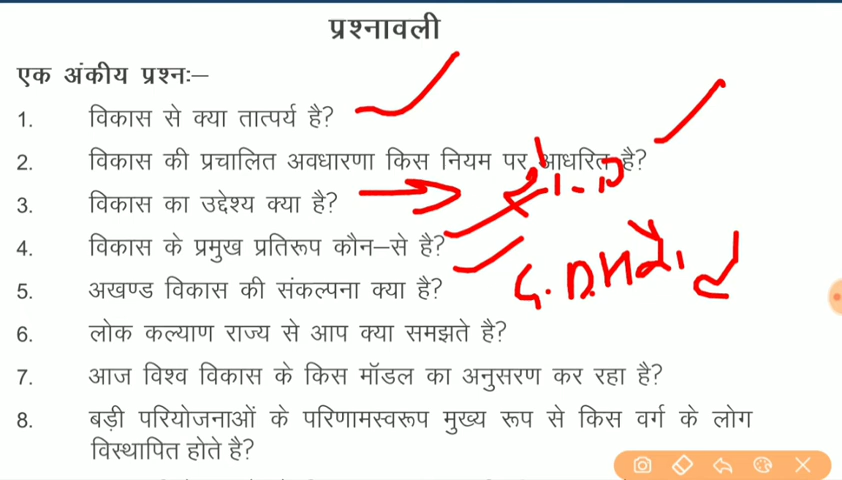 प्रश्नावली
एक अंकीय प्रश्नः–
1. विकास से क्या तात्पर्य है?
2. विकास की प्रचालित अवधारणा किस नियम पर आधरित है?
3. विकास का उद्देश्य क्या है?
4. विकास के प्रमुख प्रतिरूप कौन–से है?
5. अखण्ड विकास की संकल्पना क्या है?
6. लोक कल्याण राज्य से आप क्या समझते है?
7. आज विश्व विकास के किस मॉडल का अनुसरण कर रहा है?
8. बड़ी परियोजनाओं के परिणामस्वरूप मुख्य रूप से किस वर्ग के लोग
विस्थापित होते है?